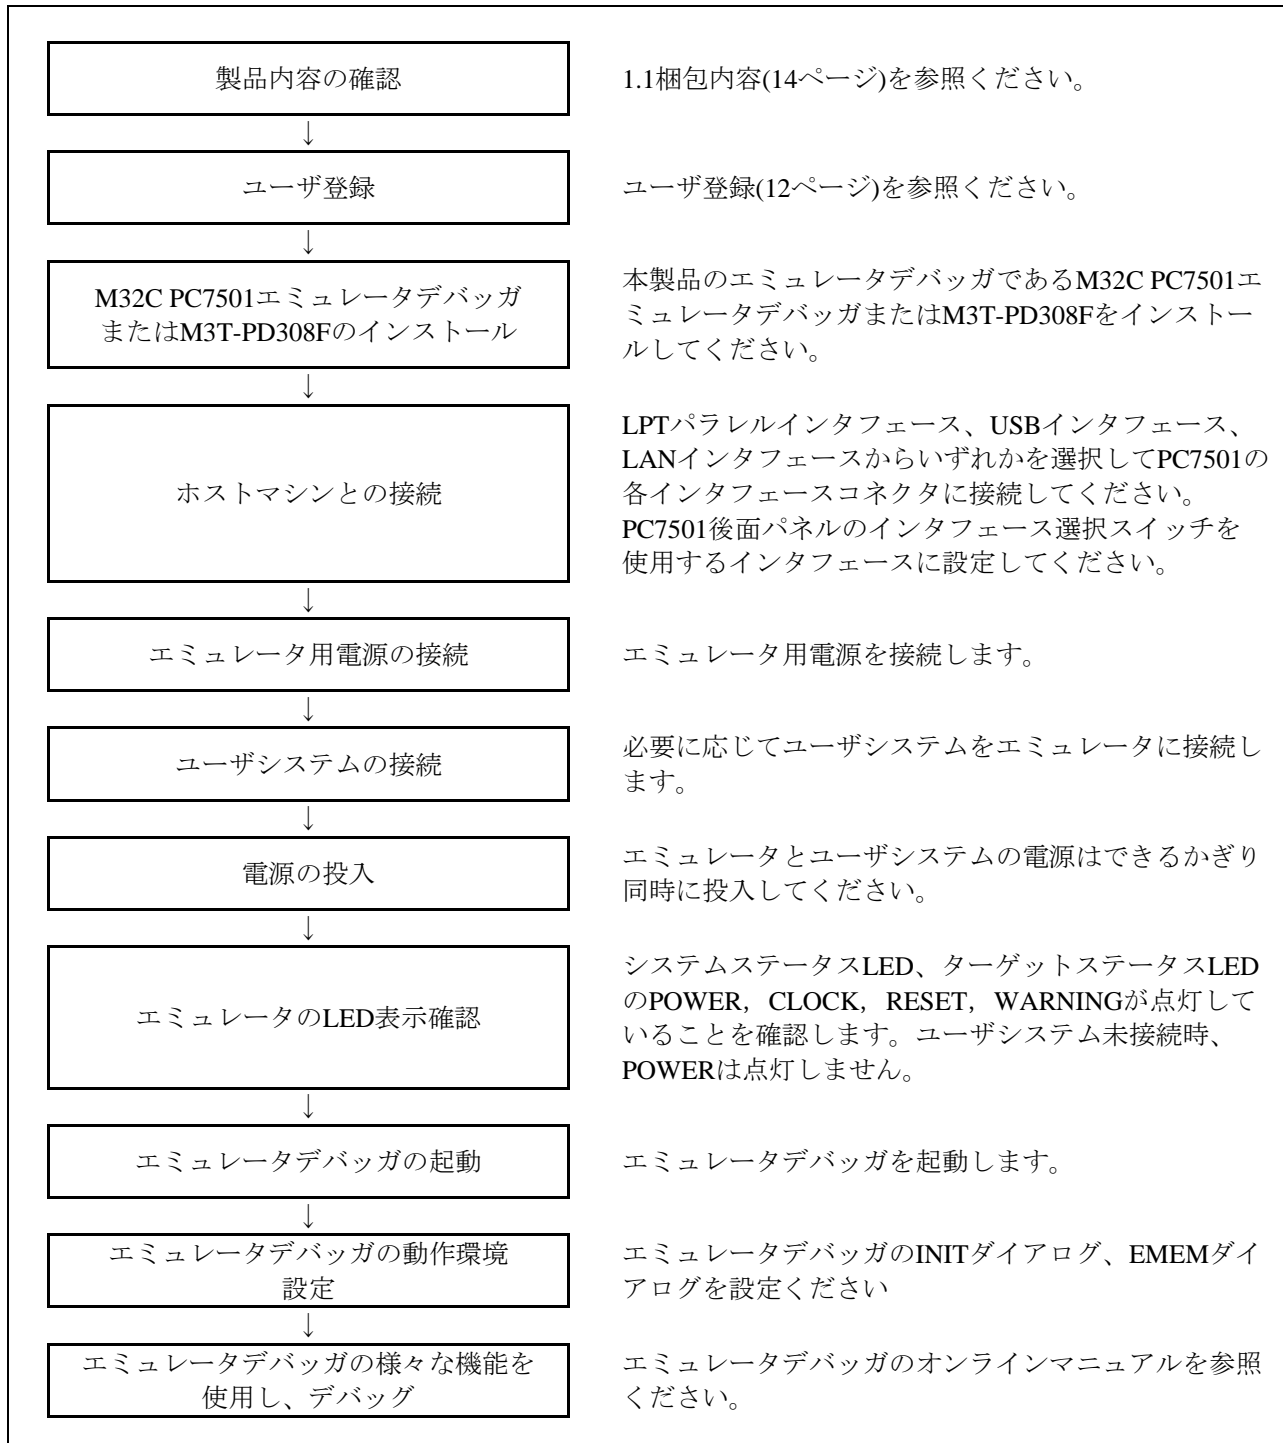 製品内容の確認
1.1梱包内容(14ページ)を参照ください。
↓
ユーザ登録
ユーザ登録(12ページ)を参照ください。
↓
M32C PC7501エミュレータデバッガ
またはM3T-PD308Fのインストール
本製品のエミュレータデバッガであるM32C PC7501エ
ミュレータデバッガまたはM3T-PD308Fをインストー
ルしてください。
↓
ホストマシンとの接続
LPTパラレルインタフェース、USBインタフェース、
LANインタフェースからいずれかを選択してPC7501の
各インタフェースコネクタに接続してください。
PC7501後面パネルのインタフェース選択スイッチを
使用するインタフェースに設定してください。
↓
エミュレータ用電源の接続
エミュレータ用電源を接続します。
↓
ユーザシステムの接続
必要に応じてユーザシステムをエミュレータに接続し
ます。
↓
電源の投入
エミュレータとユーザシステムの電源はできるかぎり
同時に投入してください。
↓
エミュレータのLED表示確認
システムステータスLED、ターゲットステータスLED
のPOWER，CLOCK，RESET，WARNINGが点灯して
いることを確認します。ユーザシステム未接続時、
POWERは点灯しません。
↓
エミュレータデバッガの起動
エミュレータデバッガを起動します。
↓
エミュレータデバッガの動作環境
設定
エミュレータデバッガのINITダイアログ、EMEMダイ
アログを設定ください
↓
エミュレータデバッガの様々な機能を
使用し、デバッグ
エミュレータデバッガのオンラインマニュアルを参照
ください。